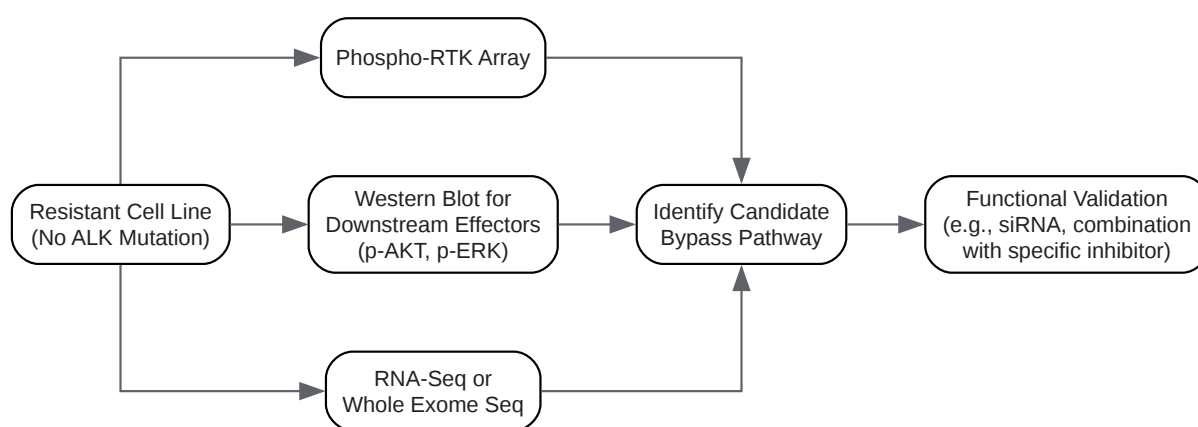 Phospho-RTK Array
Resistant Cell Line
(No ALK Mutation)
Western Blot for
Downstream Effectors
(p-AKT, p-ERK)
Identify Candidate
Bypass Pathway
Functional Validation
(e.g., siRNA, combination
with specific inhibitor)
RNA-Seq or
Whole Exome Seq